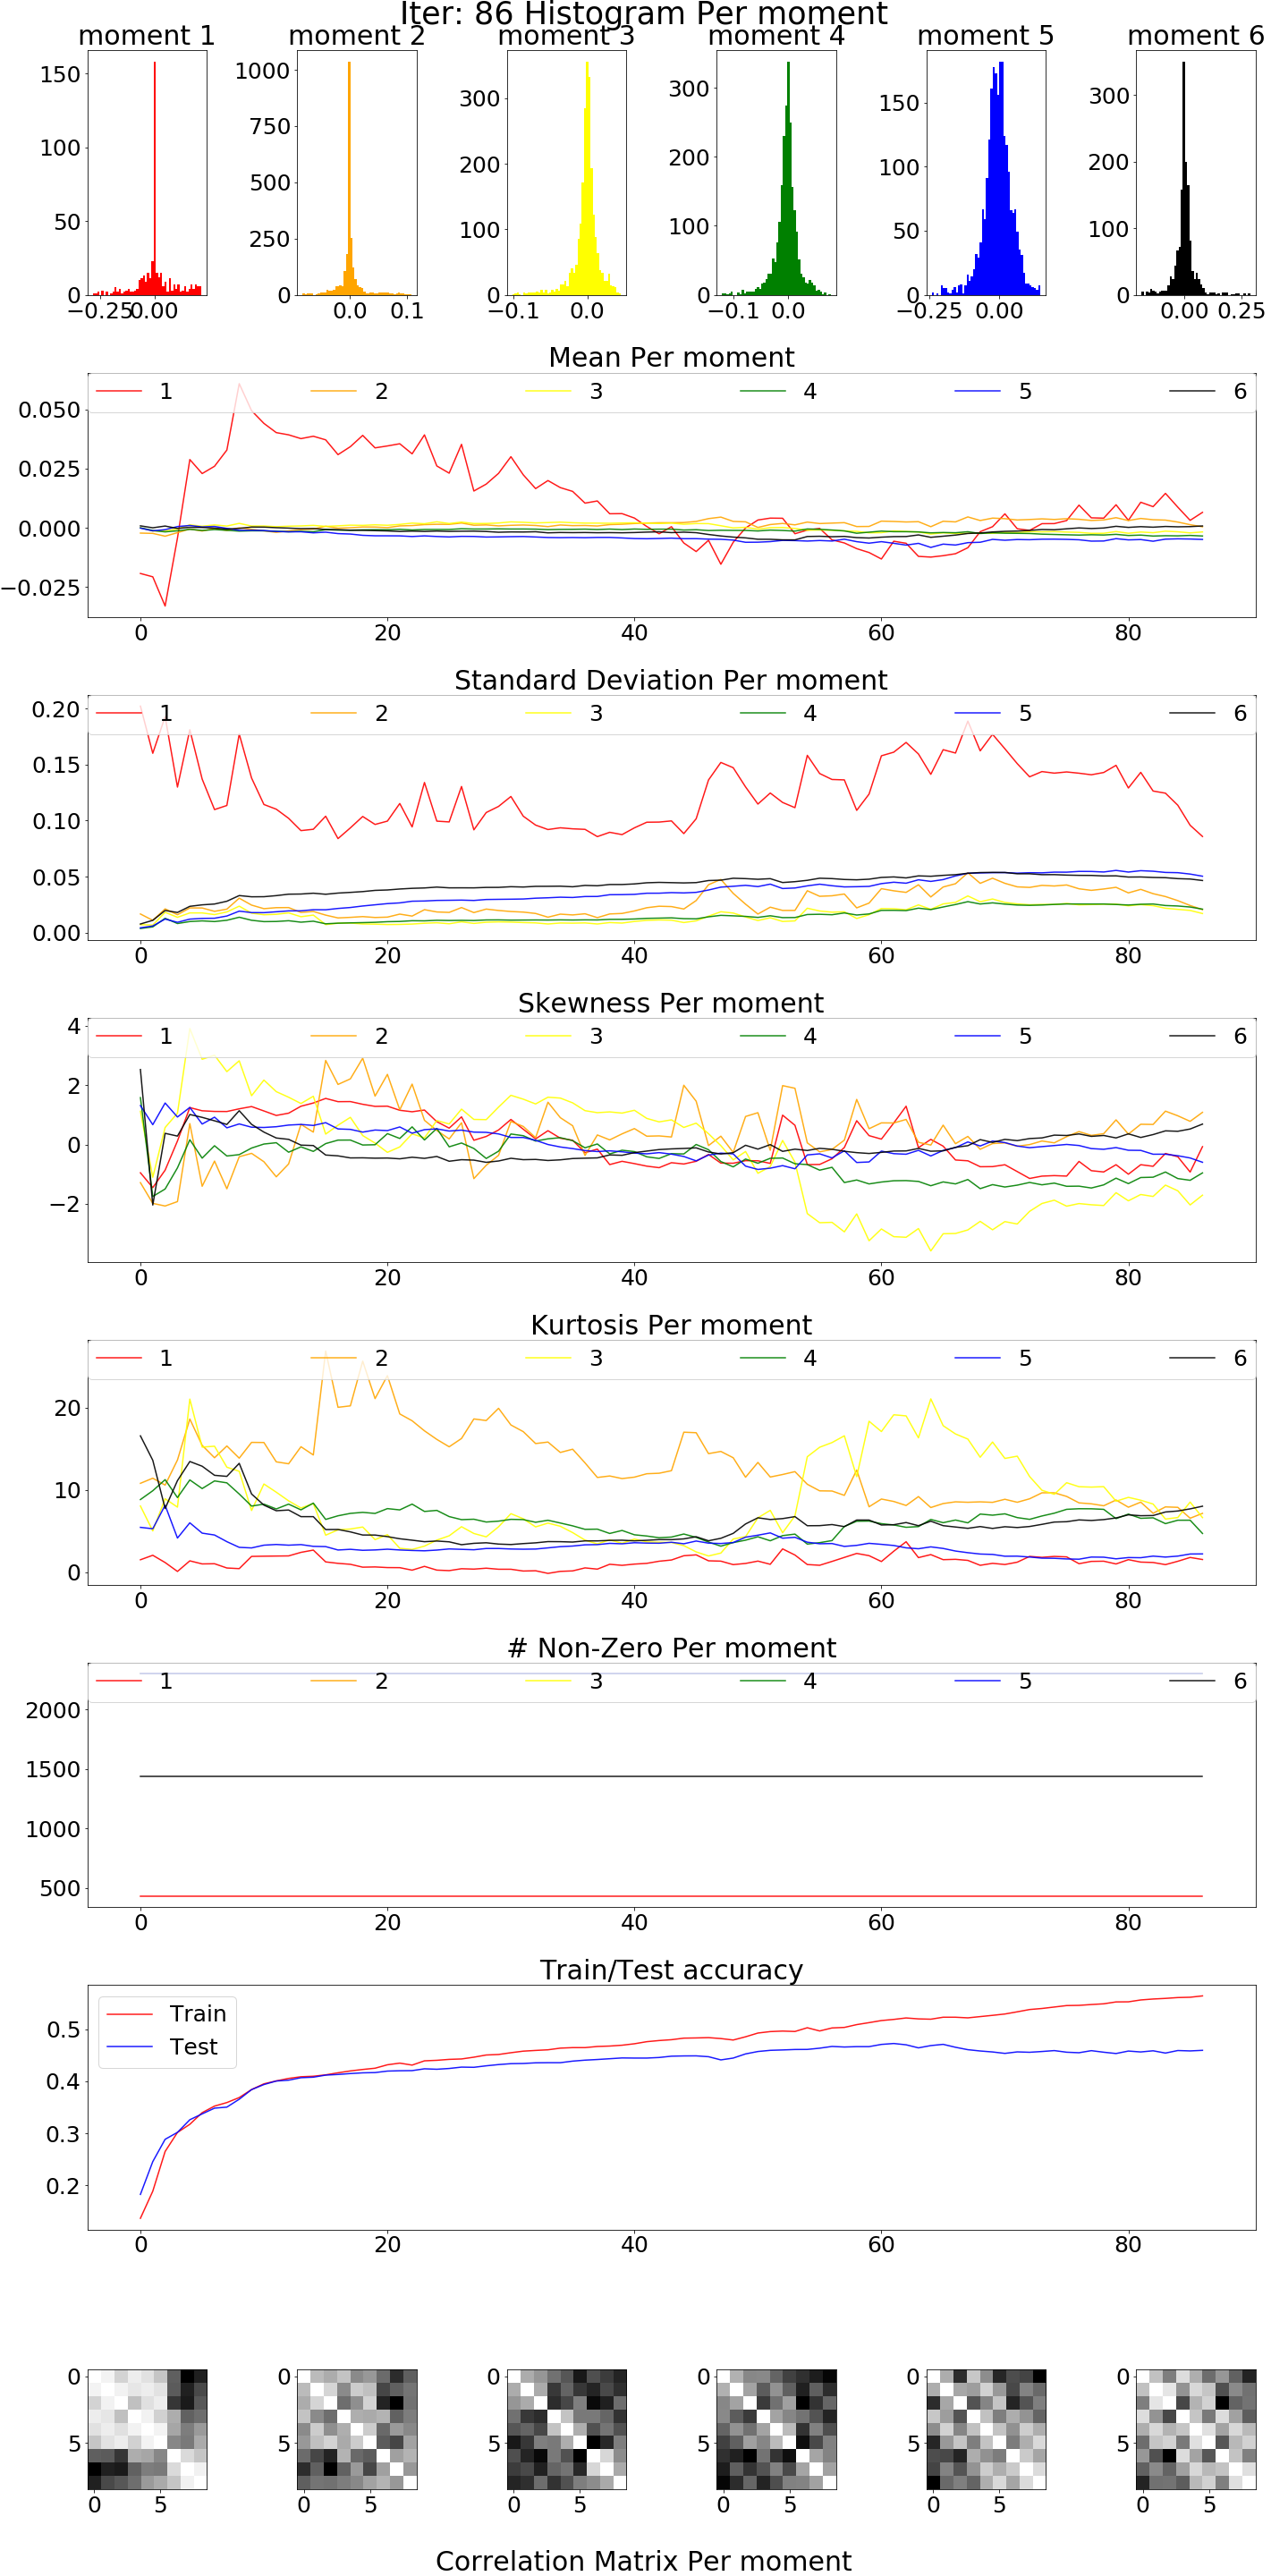 Iter: 86 Histogram Per moment
moment 1 moment 2 moment 3 moment 4 moment 5 moment 6
150 100 50 0 −0.25 0.00
1000 750 500 250 0 0.0 0.1
300 200 100 0 −0.1 0.0
300 200 100 0 −0.1 0.0
150 100 50 0 −0.25 0.00
300 200 100 0 0.00 0.25
Mean Per moment
1 2 3 4 5 6
0.050
0.025
0.000
−0.025
0 20 40 60 80
Standard Deviation Per moment
1 2 3 4 5 6
0.20
0.15
0.10
0.05
0.00
0 20 40 60 80
Skewness Per moment
1 2 3 4 5 6
4
2
0
−2
0 20 40 60 80
Kurtosis Per moment
1 2 3 4 5 6
20
10
0
0 20 40 60 80
# Non-Zero Per moment
1 2 3 4 5 6
2000
1500
1000
500
0 20 40 60 80
Train/Test accuracy
Train
Test
0.5
0.4
0.3
0.2
0 20 40 60 80
0 0 0 0 0 0
5 5 5 5 5 5
0 5 0 5 0 5 0 5 0 5 0 5
Correlation Matrix Per moment